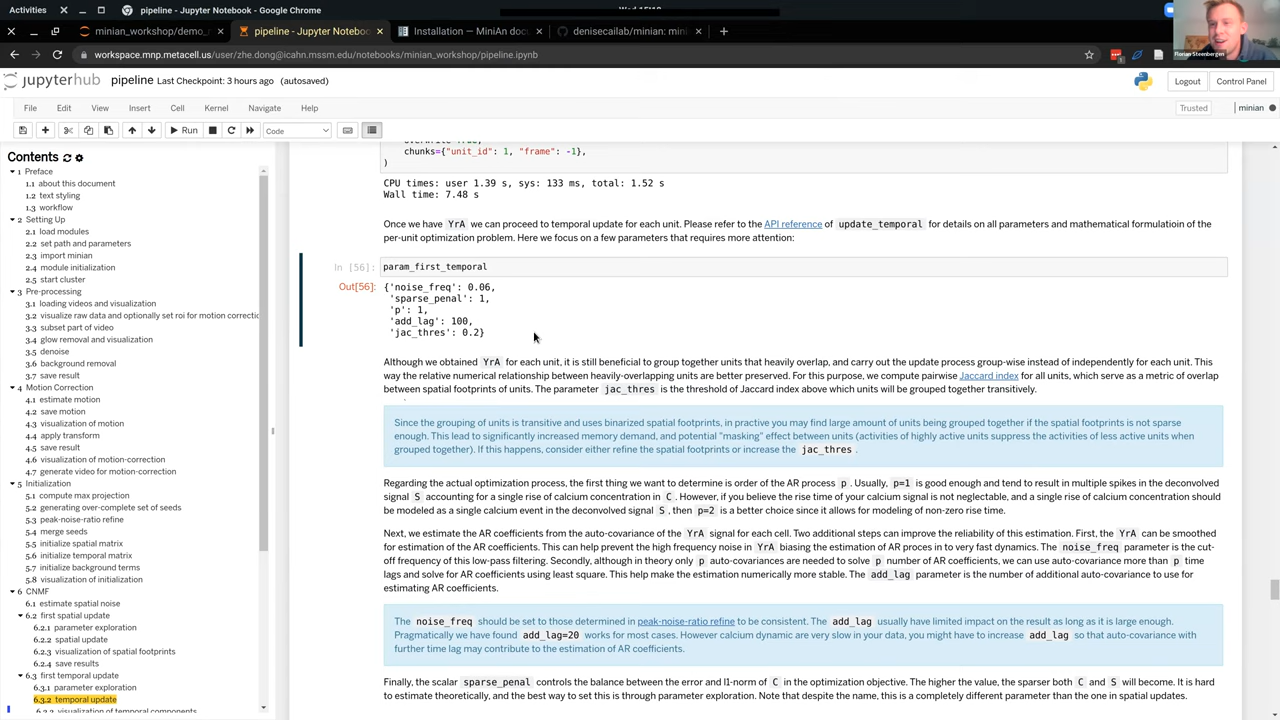 Activities
pipeline - Jupyter Notebook - Google Chrome
minian_workshop/demo_
pipeline - Jupyter Notebook
Installation — MiniAn doc
denisecailab/minian: mini
workspace.mnp.metacell.us/user/zhe.dong@icahn.mssm.edu/notebooks/minian_workshop/pipeline.ipynb
Florian Steenbergen
jupyterhub pipeline Last Checkpoint: 3 hours ago (autosaved)
Logout
Control Panel
File Edit View Insert Cell Kernel Navigate Help
Trusted
minian
Run
Code
Contents
1 Preface
1.1 about this document
1.2 text styling
1.3 workflow
2 Setting Up
2.1 load modules
2.2 set path and parameters
2.3 import minian
2.4 module initialization
2.5 start cluster
3 Pre-processing
3.1 loading videos and visualization
3.2 visualize raw data and optionally set roi for motion correctio
3.3 subset part of video
3.4 glow removal and visualization
3.5 denoise
3.6 background removal
3.7 save result
4 Motion Correction
4.1 estimate motion
4.2 save motion
4.3 visualization of motion
4.4 apply transform
4.5 save result
4.6 visualization of motion-correction
4.7 generate video for motion-correction
5 Initialization
5.1 compute max projection
5.2 generating over-complete set of seeds
5.3 peak-noise-ratio refine
5.4 merge seeds
5.5 initialize spatial matrix
5.6 initialize temporal matrix
5.7 initialize background terms
5.8 visualization of initialization
6 CNMF
6.1 estimate spatial noise
6.2 first spatial update
6.2.1 parameter exploration
6.2.2 spatial update
6.2.3 visualization of spatial footprints
6.2.4 save results
6.3 first temporal update
6.3.1 parameter exploration
6.3.2 temporal update
chunks={"unit_id": 1, "frame": -1},
)
CPU times: user 1.39 s, sys: 133 ms, total: 1.52 s
Wall time: 7.48 s
Once we have YrA we can proceed to temporal update for each unit. Please refer to the API reference of update_temporal for details on all parameters and mathematical formulatioin of the
per-unit optimization problem. Here we focus on a few parameters that requires more attention:
In [56]: param_first_temporal
Out[56]: {'noise_freq': 0.06,
'sparse_penal': 1,
'p': 1,
'add_lag': 100,
'jac_thres': 0.2}
Although we obtained YrA for each unit, it is still beneficial to group together units that heavily overlap, and carry out the update process group-wise instead of independently for each unit. This
way the relative numerical relationship between heavily-overlapping units are better preserved. For this purpose, we compute pairwise Jaccard index for all units, which serve as a metric of overlap
between spatial footprints of units. The parameter jac_thres is the threshold of Jaccard index above which units will be grouped together transitively.
Since the grouping of units is transitive and uses binarized spatial footprints, in practive you may find large amount of units being grouped together if the spatial footprints is not sparse
enough. This lead to significantly increased memory demand, and potential "masking" effect between units (activities of highly active units suppress the activities of less active units when
grouped together). If this happens, consider either refine the spatial footprints or increase the jac_thres .
Regarding the actual optimization process, the first thing we want to determine is order of the AR process p . Usually, p=1 is good enough and tend to result in multiple spikes in the deconvolved
signal S accounting for a single rise of calcium concentration in C . However, if you believe the rise time of your calcium signal is not neglectable, and a single rise of calcium concentration should
be modeled as a single calcium event in the deconvolved signal S , then p=2 is a better choice since it allows for modeling of non-zero rise time.
Next, we estimate the AR coefficients from the auto-covariance of the YrA signal for each cell. Two additional steps can improve the reliability of this estimation. First, the YrA can be smoothed
for estimation of the AR coefficients. This can help prevent the high frequency noise in YrA biasing the estimation of AR proces in to very fast dynamics. The noise_freq parameter is the cut-
off frequency of this low-pass filtering. Secondly, although in theory only p auto-covariances are needed to solve p number of AR coefficients, we can use auto-covariance more than p time
lags and solve for AR coefficients using least square. This help make the estimation numerically more stable. The add_lag parameter is the number of additional auto-covariance to use for
estimating AR coefficients.
The noise_freq should be set to those determined in peak-noise-ratio refine to be consistent. The add_lag usually have limited impact on the result as long as it is large enough.
Pragmatically we have found add_lag=20 works for most cases. However calcium dynamic are very slow in your data, you might have to increase add_lag so that auto-covariance with
further time lag may contribute to the estimation of AR coefficients.
Finally, the scalar sparse_penal controls the balance between the error and l1-norm of C in the optimization objective. The higher the value, the sparser both C and S will become. It is hard
to estimate theoretically, and the best way to set this is through parameter exploration. Note that despite the name, this is a completely different parameter than the one in spatial updates.